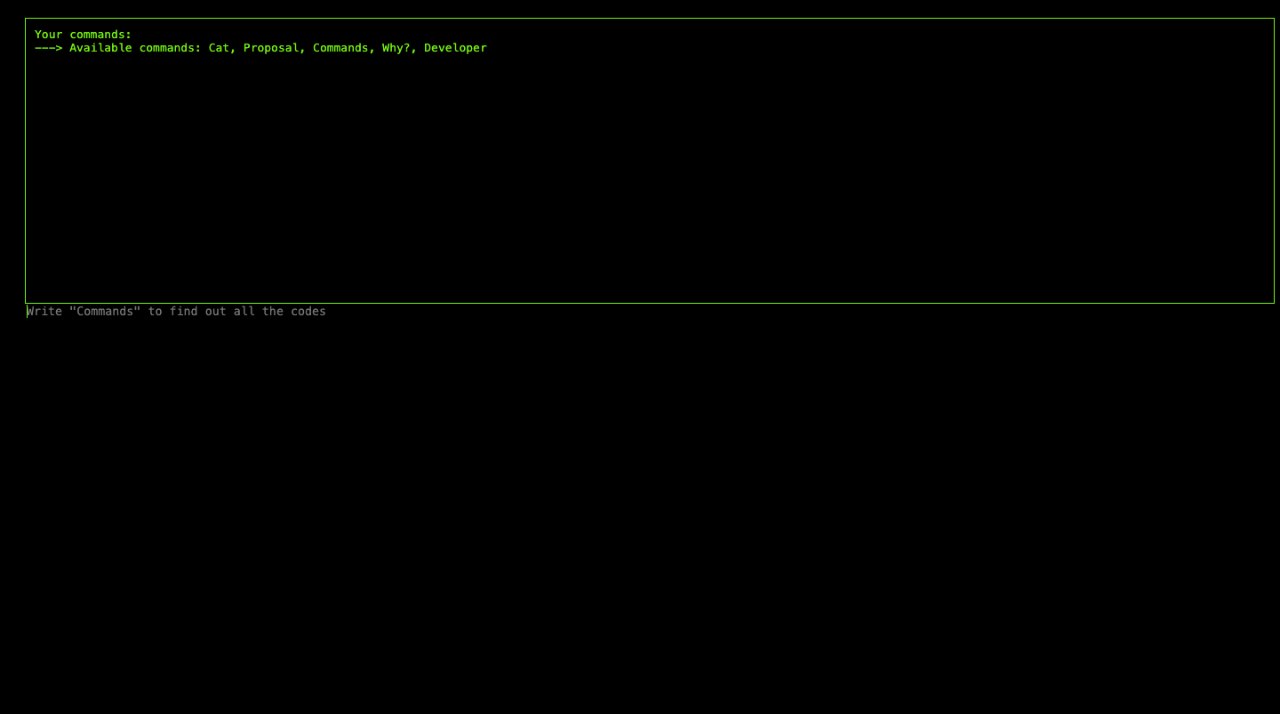 Your commands:
---> Available commands: Cat, Proposal, Commands, Why?, Developer
Write "Commands" to find out all the codes